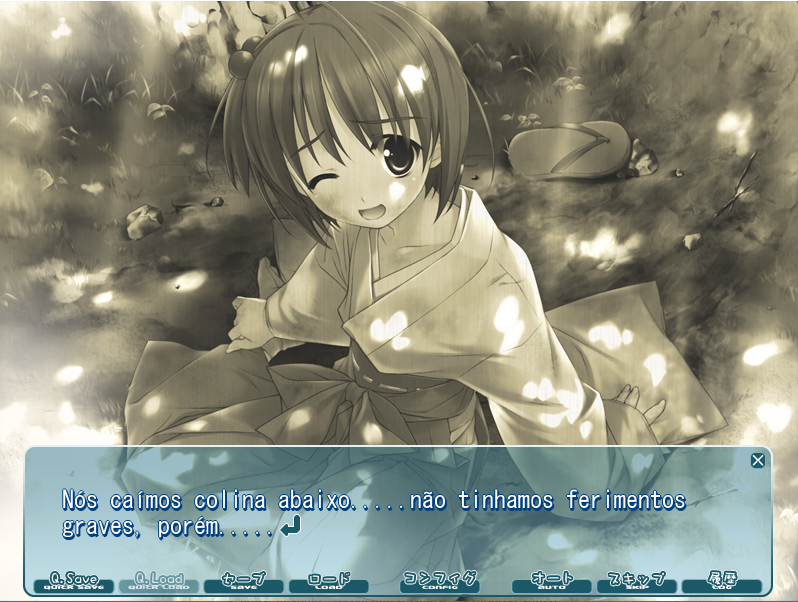 Nós caímos colina abaixo.....não tinhamos ferimentos
graves, porém.....
Q.Save Q.Load セーブ ロード コンフィグ オート スキップ 履歴
QUICK SAVE QUICK LOAD SAVE LOAD CONFIG AUTO SKIP LOG